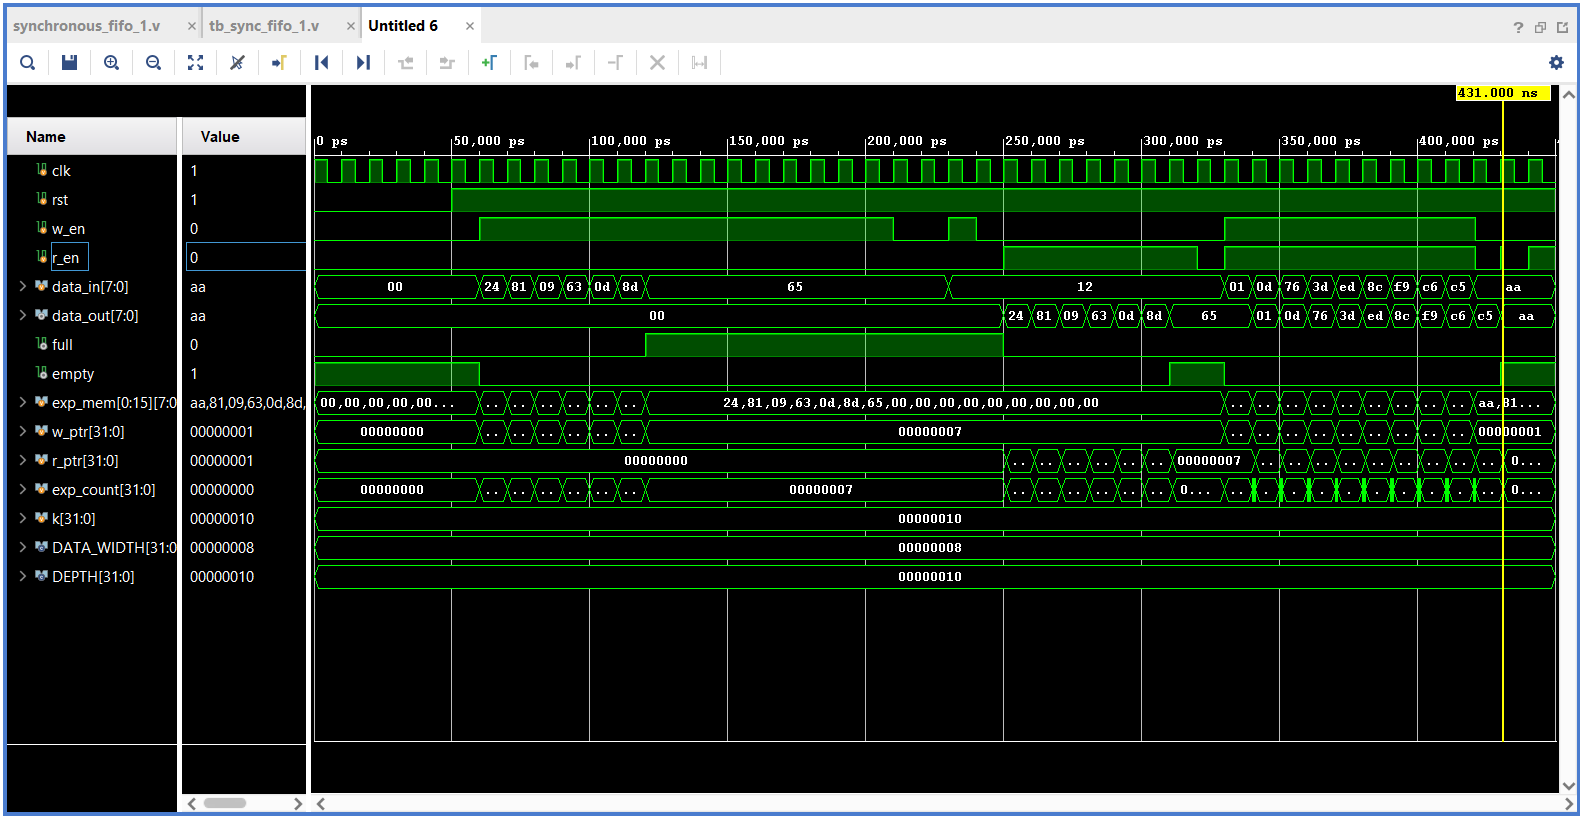 synchronous_fifo_1.v × tb_sync_fifo_1.v × Untitled 6 ×
431.000 ns
Name Value
0 ps 50,000 ps 100,000 ps 150,000 ps 200,000 ps 250,000 ps 300,000 ps 350,000 ps 400,000 ps
clk 1
rst 1
w_en 0
r_en 0
data_in[7:0] aa 00 24 81 09 63 0d 8d 65 12 01 0d 76 3d ed 8c f9 c6 c5 aa
data_out[7:0] aa 00 24 81 09 63 0d 8d 65 01 0d 76 3d ed 8c f9 c6 c5 aa
full 0
empty 1
exp_mem[0:15][7:0 aa,81,09,63,0d,8d, 00,00,00,00,00... .. .. .. .. .. .. 24,81,09,63,0d,8d,65,00,00,00,00,00,00,00,00,00 .. .. .. .. .. .. .. .. .. aa,81...
w_ptr[31:0] 00000001 00000000 .. .. .. .. .. .. 00000007 .. .. .. .. .. .. .. .. .. 00000001
r_ptr[31:0] 00000001 00000000 .. .. .. .. .. .. 00000007 .. .. .. .. .. .. .. .. .. 0...
exp_count[31:0] 00000000 00000000 .. .. .. .. .. .. 00000007 .. .. .. .. .. .. 0... .. .. .. .. .. .. .. .. .. .. 0...
k[31:0] 00000010 00000010
DATA_WIDTH[31:0 00000008 00000008
DEPTH[31:0] 00000010 00000010